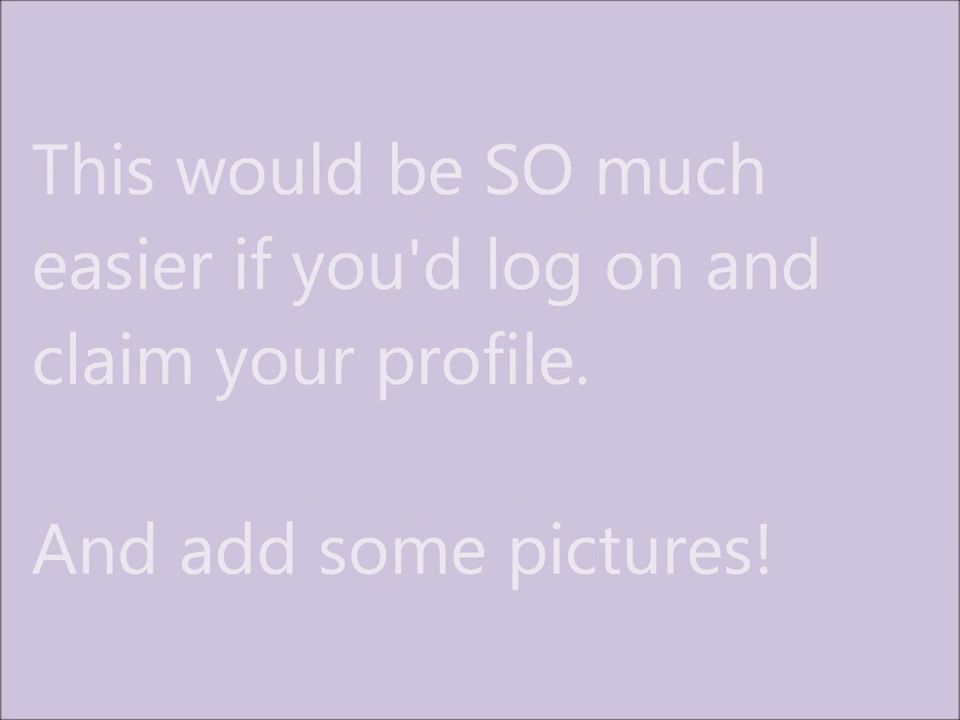 This would be SO much
easier if you'd log on and
claim your profile.
And add some pictures!